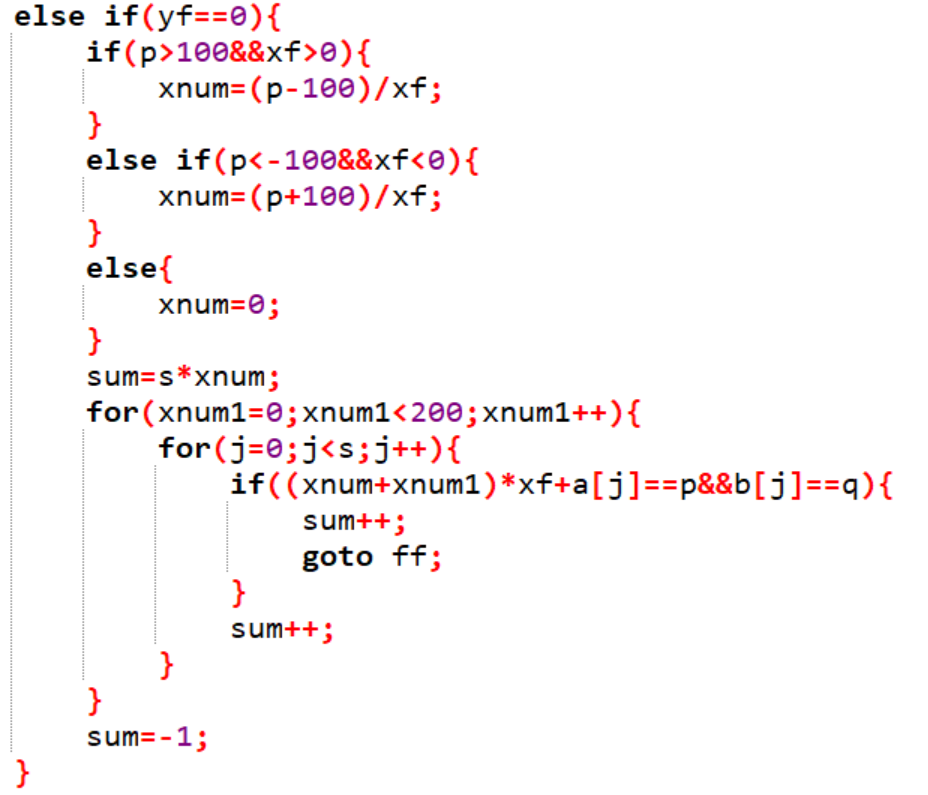 else if(yf==0){
    if(p>100&&xf>0){
        xnum=(p-100)/xf;
    }
    else if(p<-100&&xf<0){
        xnum=(p+100)/xf;
    }
    else{
        xnum=0;
    }
    sum=s*xnum;
    for(xnum1=0;xnum1<200;xnum1++){
        for(j=0;j<s;j++){
            if((xnum+xnum1)*xf+a[j]==p&&b[j]==q){
                sum++;
                goto ff;
            }
            sum++;
        }
    }
    sum=-1;
}